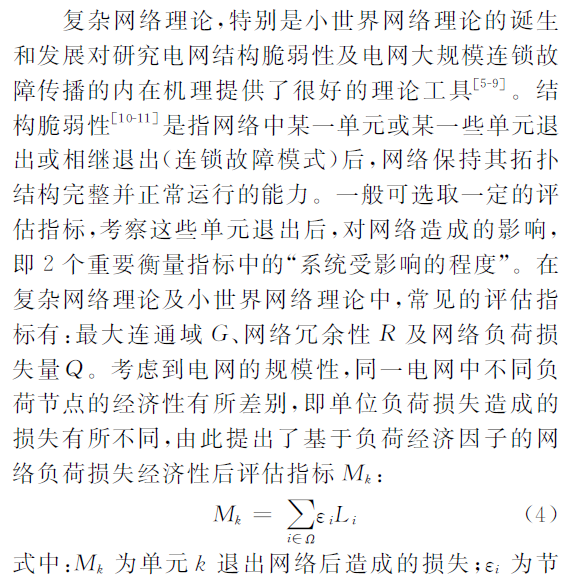 复杂网络理论,特别是小世界网络理论的诞生
和发展对研究电网结构脆弱性及电网大规模连锁故
障传播的内在机理提供了很好的理论工具[5-9]。结
构脆弱性[10-11]是指网络中某一单元或某一些单元退
出或相继退出(连锁故障模式)后,网络保持其拓扑
结构完整并正常运行的能力。一般可选取一定的评
估指标,考察这些单元退出后,对网络造成的影响,
即 2 个重要衡量指标中的“系统受影响的程度”。在
复杂网络理论及小世界网络理论中,常见的评估指
标有:最大连通域 G、网络冗余性 R 及网络负荷损
失量Q。考虑到电网的规模性,同一电网中不同负
荷节点的经济性有所差别,即单位负荷损失造成的
损失有所不同,由此提出了基于负荷经济因子的网
络负荷损失经济性后评估指标 Mₖ:
Mₖ = ∑_{i∈Ω} εᵢLᵢ (4)
式中:Mₖ 为单元 k 退出网络后造成的损失;εᵢ 为节